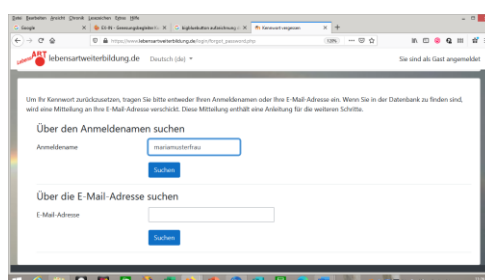 Datei Bearbeiten Ansicht Chronik Lesezeichen Extras Hilfe
Google
Kennwort vergessen
https://www.lebensartweiterbildung.de/login/forgot_password.php
120%
lebensART
lebensartweiterbildung.de
Deutsch (de)
Sie sind als Gast angemeldet
Um Ihr Kennwort zurückzusetzen, tragen Sie bitte entweder Ihren Anmeldenamen oder Ihre E-Mail-Adresse ein. Wenn Sie in der Datenbank zu finden sind,
wird eine Mitteilung an Ihre E-Mail-Adresse verschickt. Diese Mitteilung enthält eine Anleitung für die weiteren Schritte.
Über den Anmeldenamen suchen
Anmeldename
mariamusterfrau
Suchen
Über die E-Mail-Adresse suchen
E-Mail-Adresse
Suchen